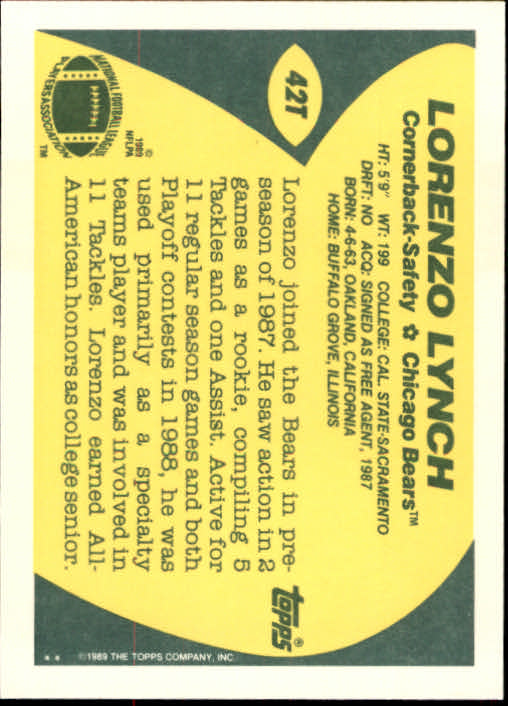 42T
LORENZO LYNCH
Cornerback-Safety ✿ Chicago Bears™
HT: 5'9" WT: 199 COLLEGE: CAL. STATE-SACRAMENTO
DRFT: NO ACQ: SIGNED AS FREE AGENT, 1987
BORN: 4-6-63, OAKLAND, CALIFORNIA
HOME: BUFFALO GROVE, ILLINOIS
Lorenzo joined the Bears in pre-
season of 1987. He saw action in 2
games as a rookie, compiling 5
Tackles and one Assist. Active for
11 regular season games and both
Playoff contests in 1988, he was
used primarily as a specialty
teams player and was involved in
11 Tackles. Lorenzo earned All-
American honors as college senior.
NATIONAL FOOTBALL LEAGUE
PLAYERS ASSOCIATION
™
©
1989
NFLPA
topps®
** ©1989 THE TOPPS COMPANY, INC.